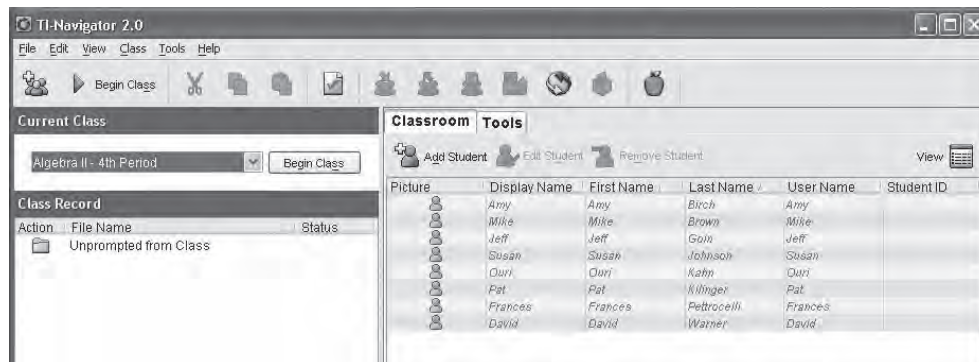 TI-Navigator 2.0
File Edit View Class Tools Help
Begin Class
Current Class
Algebra II - 4th Period Begin Class
Class Record
Action File Name Status
Unprompted from Class
Classroom Tools
Add Student Edit Student Remove Student View
Picture Display Name First Name Last Name User Name Student ID
Amy Amy Birch Amy
Mike Mike Brown Mike
Jeff Jeff Goin Jeff
Susan Susan Johnson Susan
Ouri Ouri Kahn Ouri
Pat Pat Killinger Pat
Frances Frances Pettrocelli Frances
David David Warner David